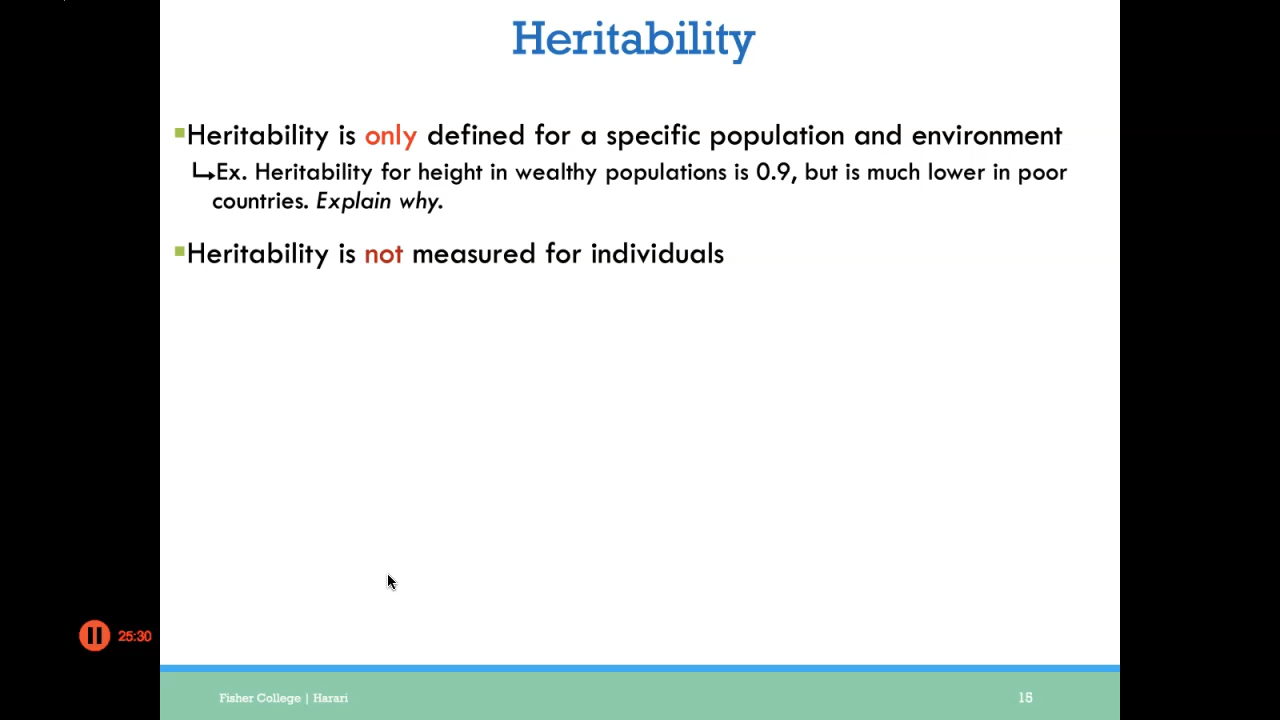 Heritability
▪Heritability is only defined for a specific population and environment
↳Ex. Heritability for height in wealthy populations is 0.9, but is much lower in poor
countries. Explain why.
▪Heritability is not measured for individuals
25:30
Fisher College | Harari
15